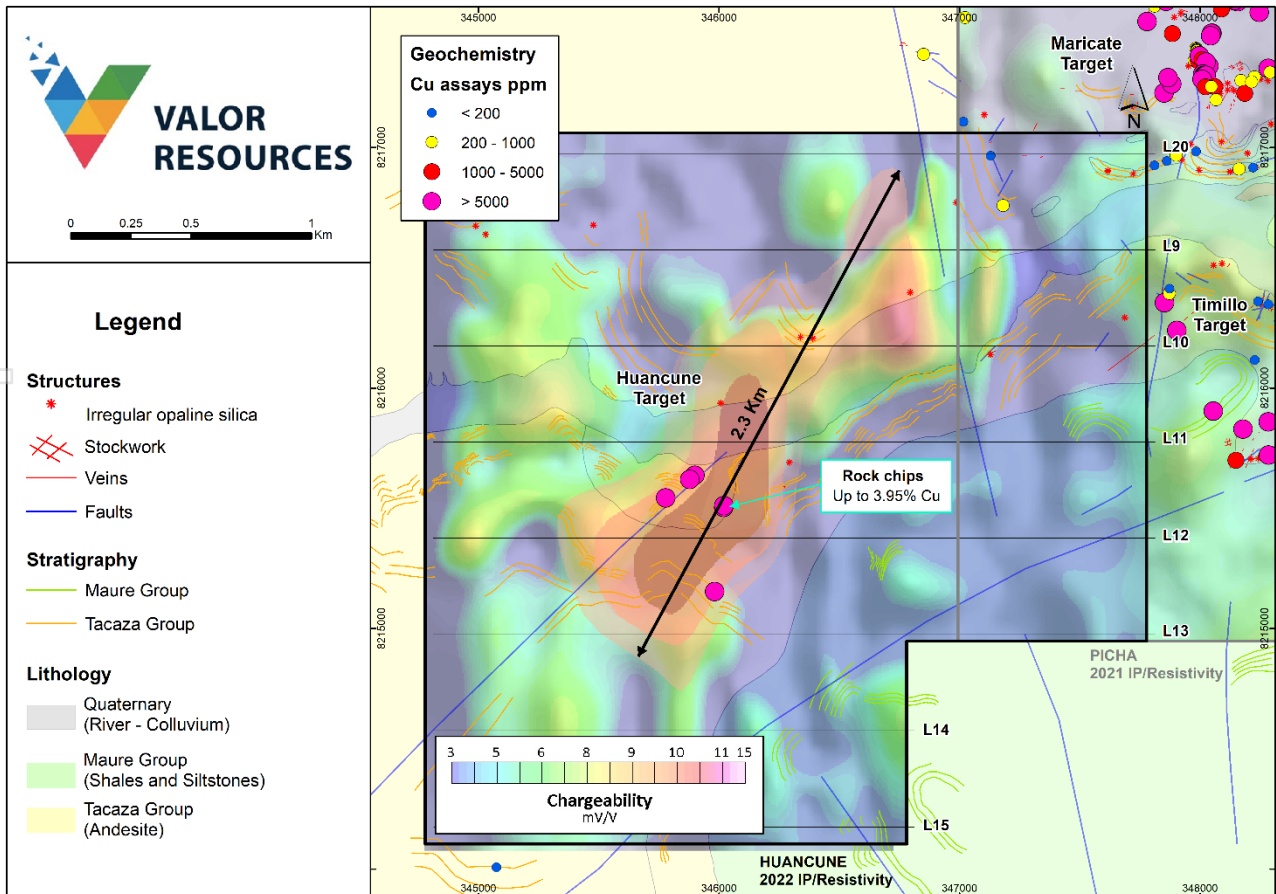 VALOR
RESOURCES
0 0.25 0.5 1
Km
Legend
Structures
Irregular opaline silica
Stockwork
Veins
Faults
Stratigraphy
Maure Group
Tacaza Group
Lithology
Quaternary
(River - Colluvium)
Maure Group
(Shales and Siltstones)
Tacaza Group
(Andesite)
345000 346000 347000 348000
Geochemistry
Cu assays ppm
< 200
200 - 1000
1000 - 5000
> 5000
Maricate
Target
N
8217000 8217000
L20
L9
Timillo
Target
L10
Huancune
Target
8216000 8216000
2.3 Km
L11
Rock chips
Up to 3.95% Cu
L12
8215000 8215000
L13
PICHA
2021 IP/Resistivity
L14
3 5 6 8 9 10 11 15
Chargeability
mV/V
L15
HUANCUNE
2022 IP/Resistivity
345000 346000 347000 348000